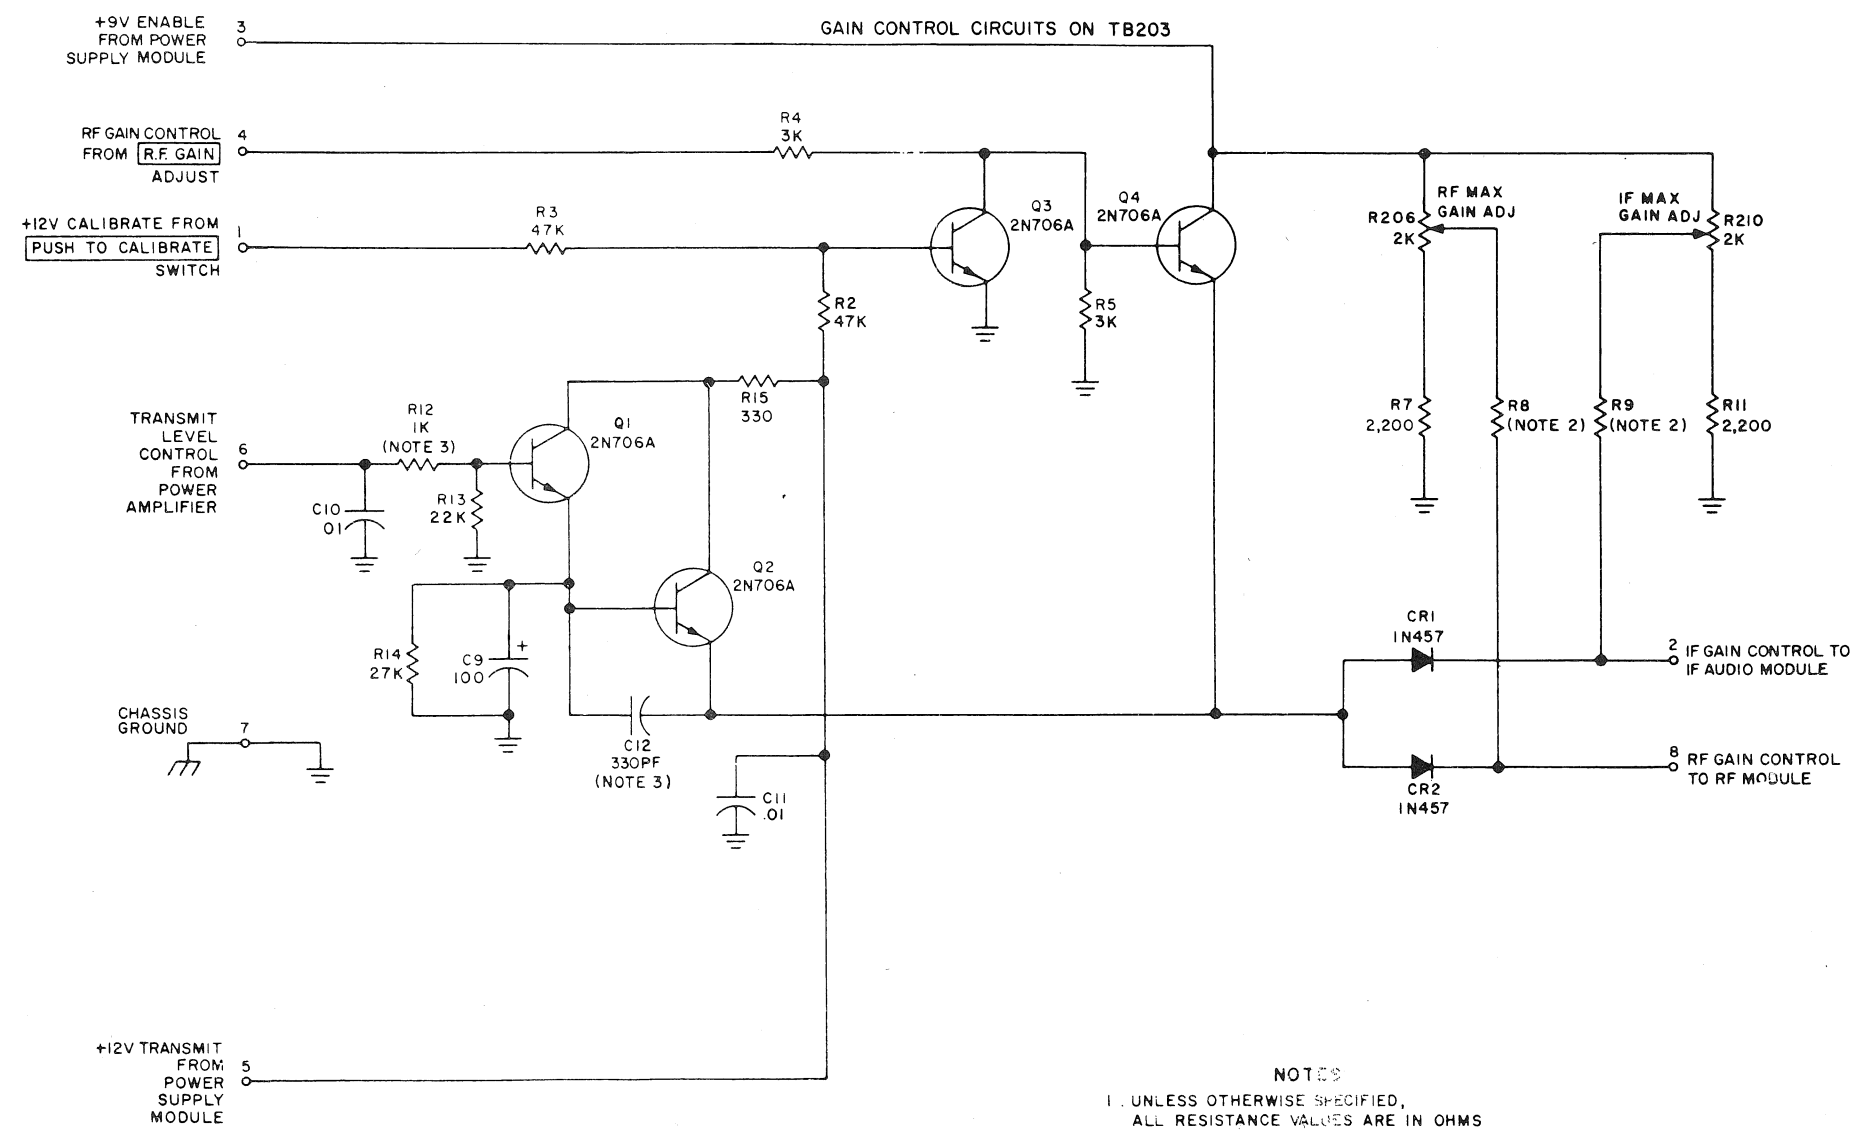 GAIN CONTROL CIRCUITS ON TB203
+9V ENABLE
FROM POWER
SUPPLY MODULE
3
RF GAIN CONTROL
FROM R.F. GAIN
ADJUST
4
R4
3K
+12V CALIBRATE FROM
PUSH TO CALIBRATE
SWITCH
1
R3
47K
Q3
2N706A
Q4
2N706A
R206
2K
RF MAX
GAIN ADJ
IF MAX
GAIN ADJ
R210
2K
R2
47K
R5
3K
R15
330
TRANSMIT
LEVEL
CONTROL
FROM
POWER
AMPLIFIER
6
R12
1K
(NOTE 3)
Q1
2N706A
R7
2,200
R8
(NOTE 2)
R9
(NOTE 2)
R11
2,200
C10
.01
R13
22K
Q2
2N706A
R14
27K
C9
100
+
CR1
1N457
2
IF GAIN CONTROL TO
IF AUDIO MODULE
CHASSIS
GROUND
7
C12
330PF
(NOTE 3)
C11
.01
CR2
1N457
8
RF GAIN CONTROL
TO RF MODULE
+12V TRANSMIT
FROM
POWER
SUPPLY
MODULE
5
NOTES
1. UNLESS OTHERWISE SPECIFIED,
ALL RESISTANCE VALUES ARE IN OHMS